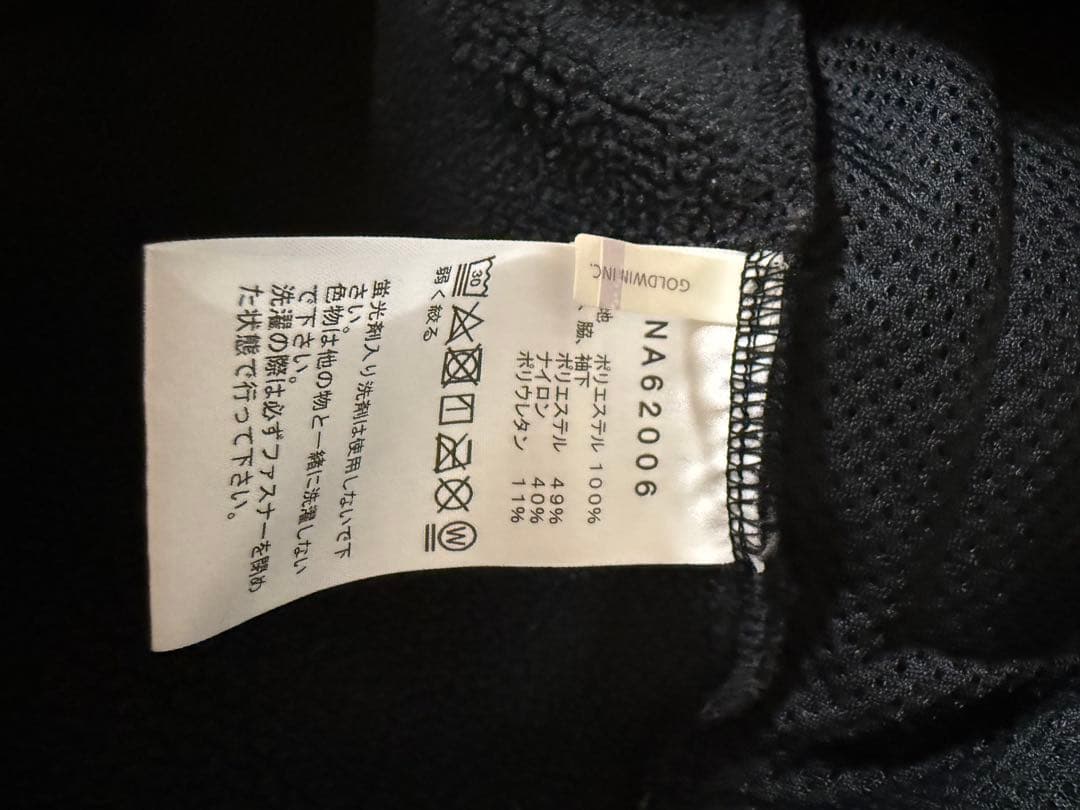 GOLDWIN INC.
NA62006
地 ポリエステル 100%
、脇、袖下
ポリエステル 49%
ナイロン 40%
ポリウレタン 11%
30
W
弱く絞る
蛍光剤入り洗剤は使用しないで下
さい。
色物は他の物と一緒に洗濯しない
で下さい。
洗濯の際は必ずファスナーを閉め
た状態で行って下さい。